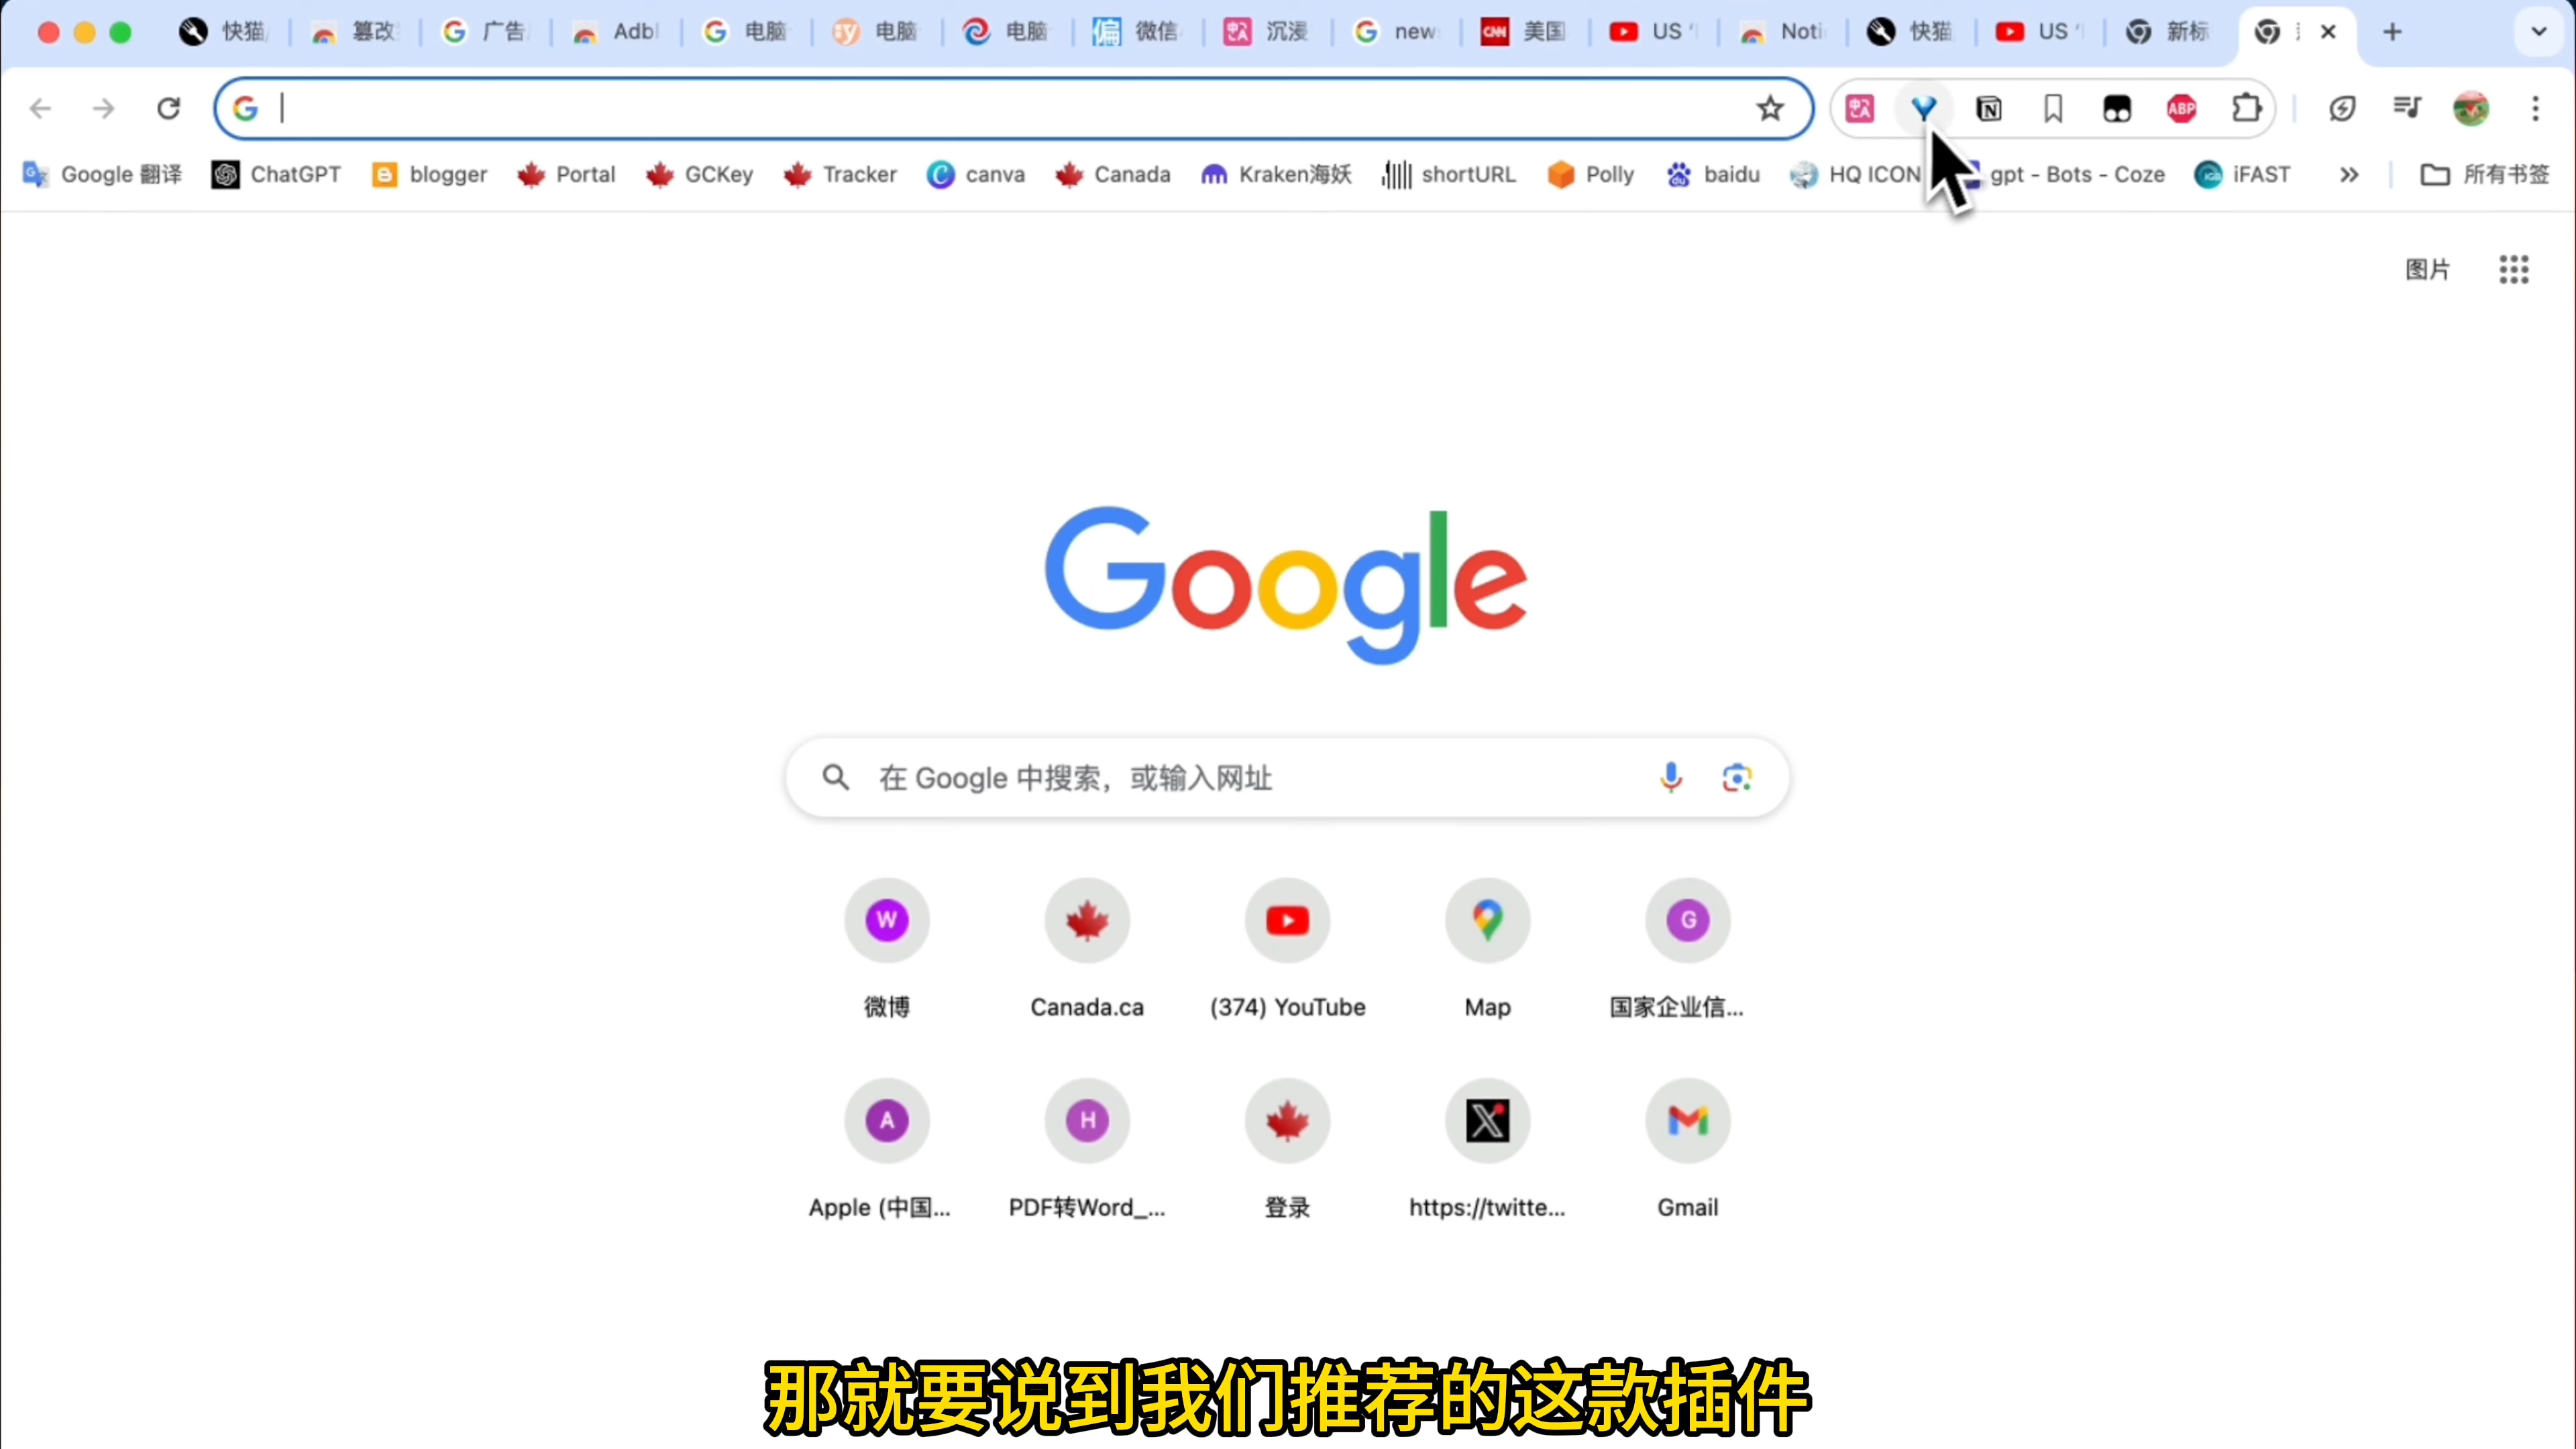 快猫 篡改 广告 Adbl 电脑 电脑 电脑 微信 沉浸 new 美国 US Noti 快猫 US 新标
Google 翻译 ChatGPT blogger Portal GCKey Tracker canva Canada Kraken海妖 shortURL Polly baidu HQ ICON gpt - Bots - Coze iFAST 所有书签
图片
Google
在 Google 中搜索，或输入网址
微博 Canada.ca (374) YouTube Map 国家企业信...
Apple (中国... PDF转Word_... 登录 https://twitte... Gmail
那就要说到我们推荐的这款插件